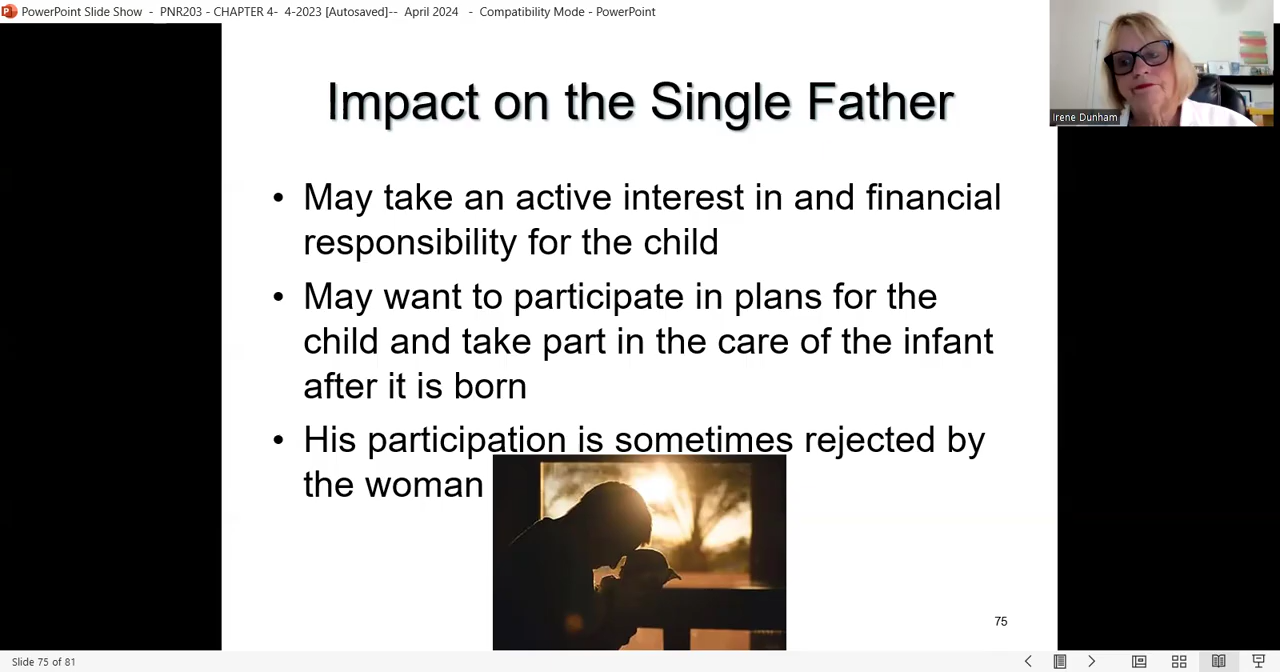 PowerPoint Slide Show - PNR203 - CHAPTER 4- 4-2023 [Autosaved]-- April 2024 - Compatibility Mode - PowerPoint
Irene Dunham
Impact on the Single Father
• May take an active interest in and financial
responsibility for the child
• May want to participate in plans for the
child and take part in the care of the infant
after it is born
• His participation is sometimes rejected by
the woman
75
Slide 75 of 81